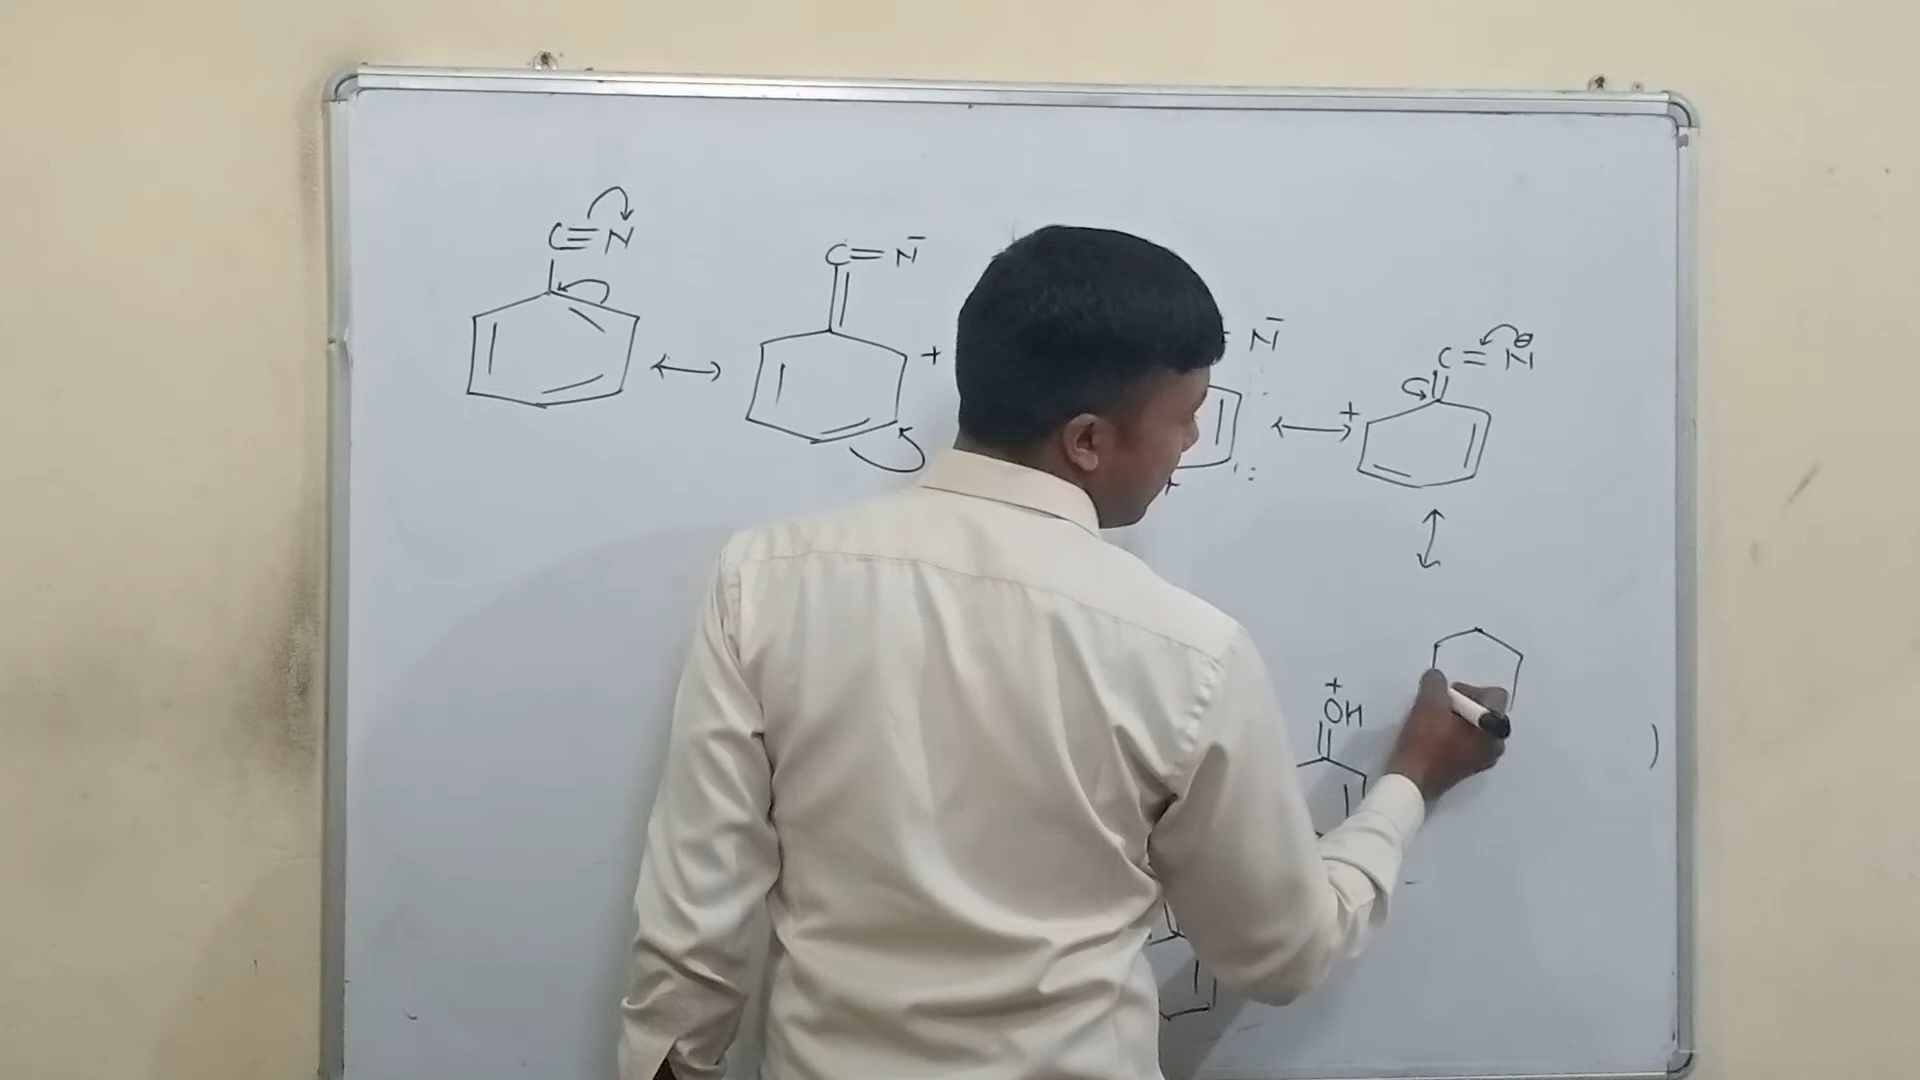 C≡N
C=N̄
+
N̄
+
C=N
⊖
+
+
OH
)